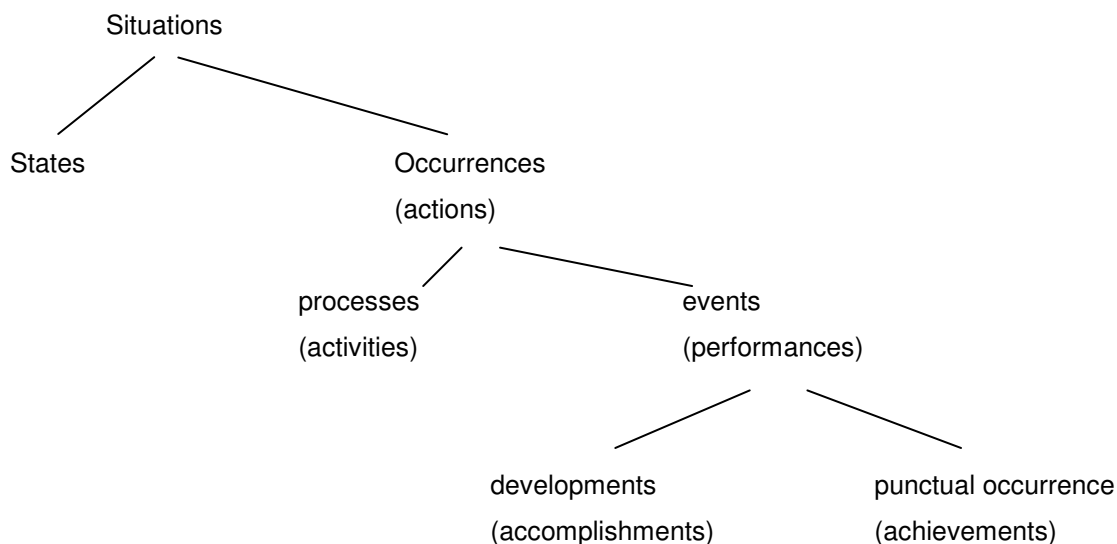 Situations
States
Occurrences
(actions)
processes
(activities)
events
(performances)
developments
(accomplishments)
punctual occurrence
(achievements)